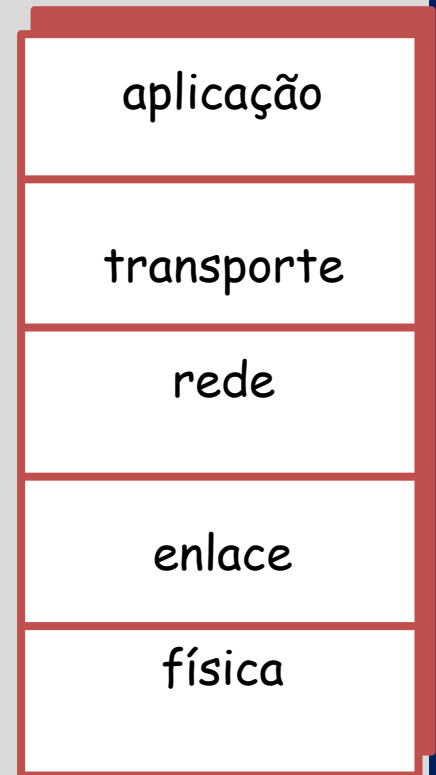 aplicação
transporte
rede
enlace
física